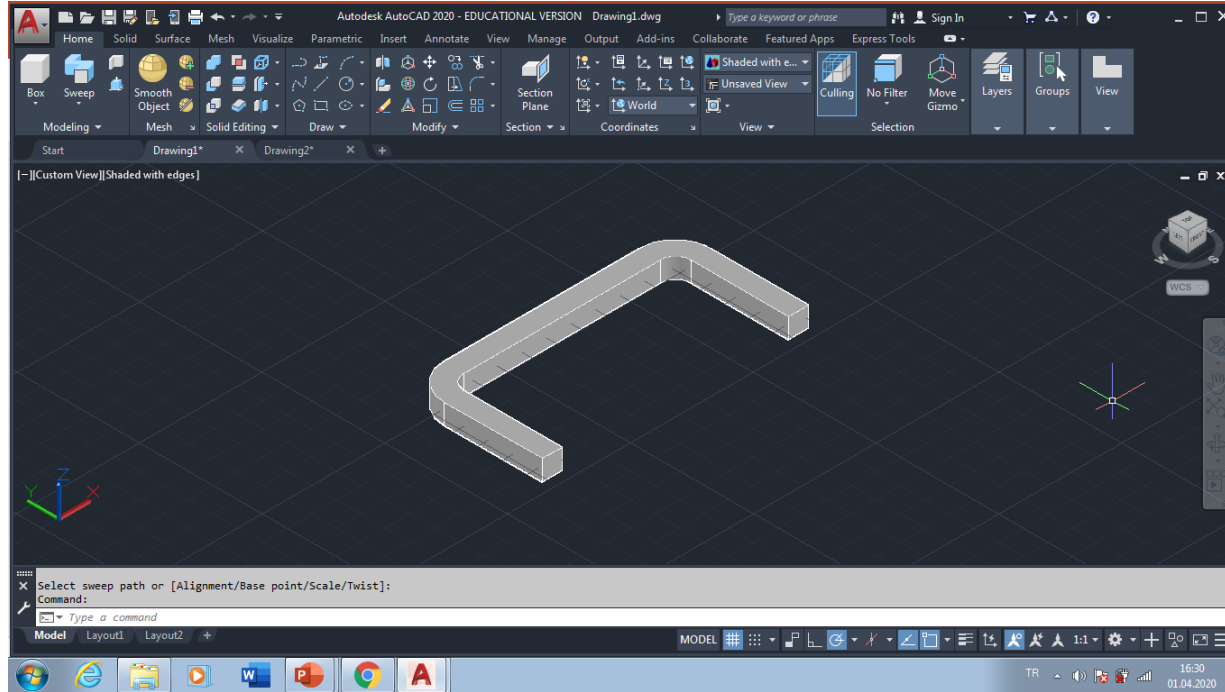 Autodesk AutoCAD 2020 - EDUCATIONAL VERSION Drawing1.dwg Type a keyword or phrase Sign In
Home Solid Surface Mesh Visualize Parametric Insert Annotate View Manage Output Add-ins Collaborate Featured Apps Express Tools
Box Sweep Smooth Object Section Plane Shaded with e... Unsaved View World Culling No Filter Move Gizmo Layers Groups View
Modeling Mesh Solid Editing Draw Modify Section Coordinates View Selection
Start Drawing1* Drawing2*
[−][Custom View][Shaded with edges]
TOP
W S
WCS
Z
Y X
Select sweep path or [Alignment/Base point/Scale/Twist]:
Command:
Type a command
Model Layout1 Layout2 + MODEL 1:1
TR 16:30
01.04.2020